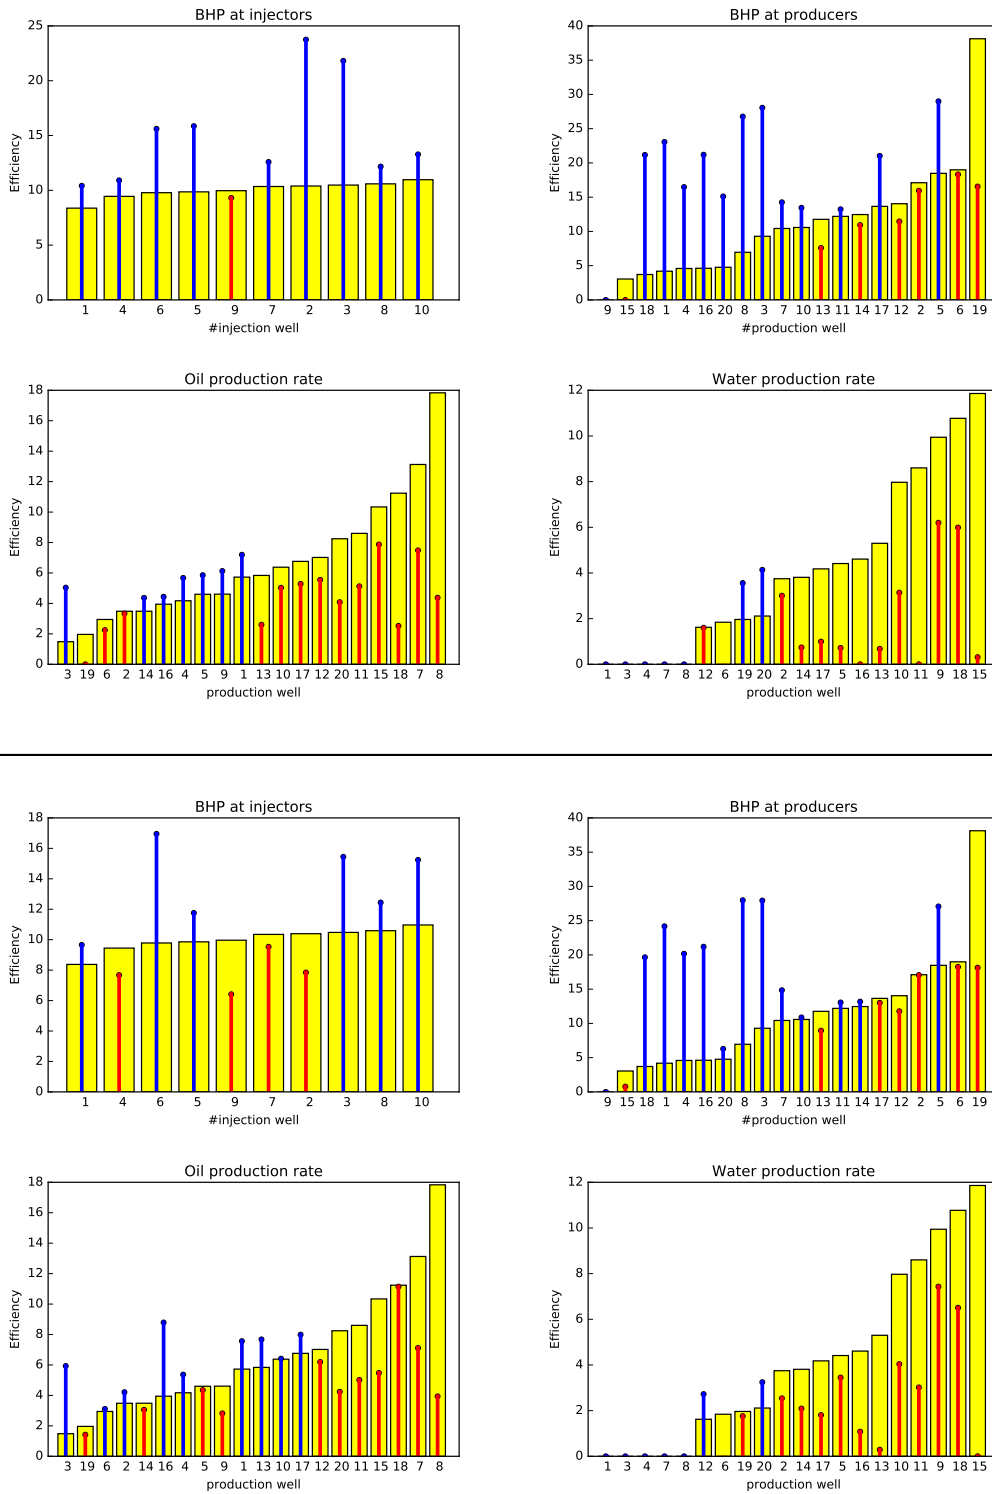 BHP at injectors
25
20
15
10
5
0
Efficiency
1 4 6 5 9 7 2 3 8 10
#injection well
BHP at producers
40
35
30
25
20
15
10
5
0
Efficiency
9 15 18 1 4 16 20 8 3 7 10 13 11 14 17 12 2 5 6 19
#production well
Oil production rate
18
16
14
12
10
8
6
4
2
0
Efficiency
3 19 6 2 14 16 4 5 9 1 13 10 17 12 20 11 15 18 7 8
production well
Water production rate
12
10
8
6
4
2
0
Efficiency
1 3 4 7 8 12 6 19 20 2 14 17 5 16 13 10 11 9 18 15
production well
BHP at injectors
18
16
14
12
10
8
6
4
2
0
Efficiency
1 4 6 5 9 7 2 3 8 10
#injection well
BHP at producers
40
35
30
25
20
15
10
5
0
Efficiency
9 15 18 1 4 16 20 8 3 7 10 13 11 14 17 12 2 5 6 19
#production well
Oil production rate
18
16
14
12
10
8
6
4
2
0
Efficiency
3 19 6 2 14 16 4 5 9 1 13 10 17 12 20 11 15 18 7 8
production well
Water production rate
12
10
8
6
4
2
0
Efficiency
1 3 4 7 8 12 6 19 20 2 14 17 5 16 13 10 11 9 18 15
production well